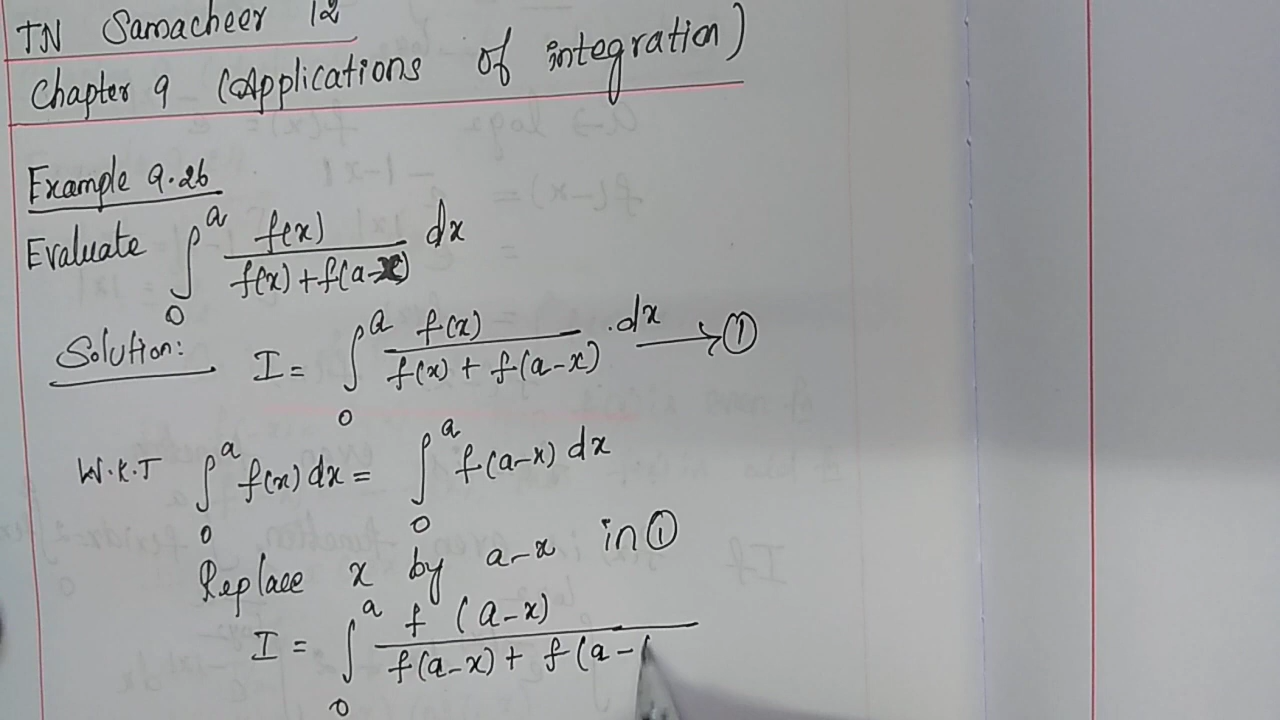 TN Samacheer 12
Chapter 9 (Applications of integration)
Example 9.26
Evaluate ∫₀ᵃ f(x) / (f(x) + f(a-x)) dx
Solution: I = ∫₀ᵃ f(x) / (f(x) + f(a-x)) . dx → ①
W.K.T ∫₀ᵃ f(x) dx = ∫₀ᵃ f(a-x) dx
Replace x by a-x in ①
I = ∫₀ᵃ f (a-x) / (f(a-x) + f(a-(